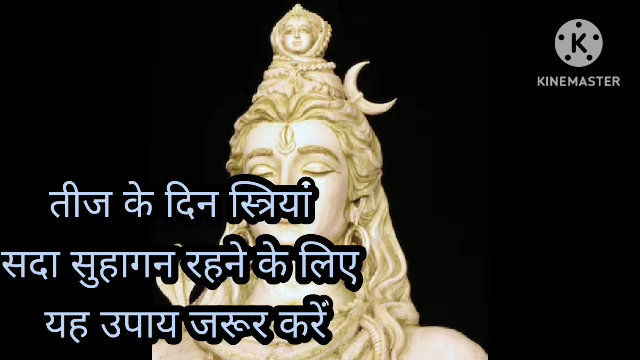 KINEMASTER
तीज के दिन स्त्रियां
सदा सुहागन रहने के लिए
यह उपाय जरूर करें